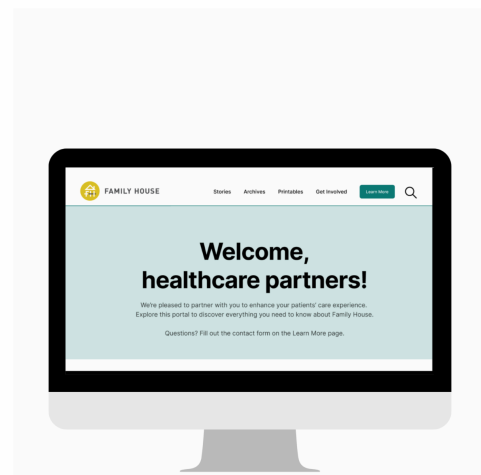 FAMILY HOUSE
Stories Archives Printables Get Involved Learn More
Welcome,
healthcare partners!
We're pleased to partner with you to enhance your patients' care experience.
Explore this portal to discover everything you need to know about Family House.
Questions? Fill out the contact form on the Learn More page.